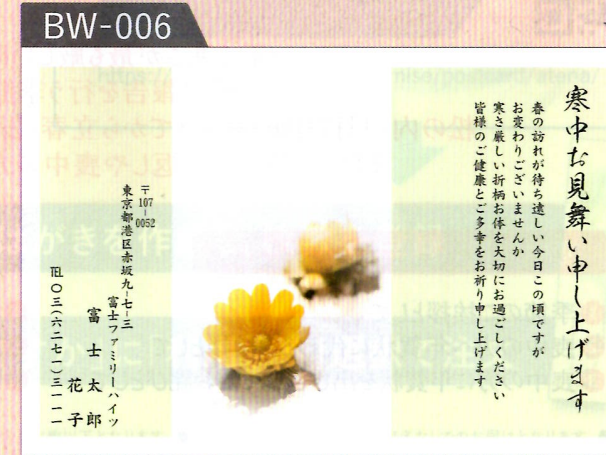 BW-006
寒中お見舞い申し上げます
春の訪れが待ち遠しい今日この頃ですが
お変わりございませんか
寒さ厳しい折柄お体を大切にお過ごしください
皆様のご健康とご多幸をお祈り申し上げます
〒107-0052
東京都港区赤坂九-七-三
富士ファミリーハイツ
富士太郎
花子
TEL〇三(六二七一)三一一一